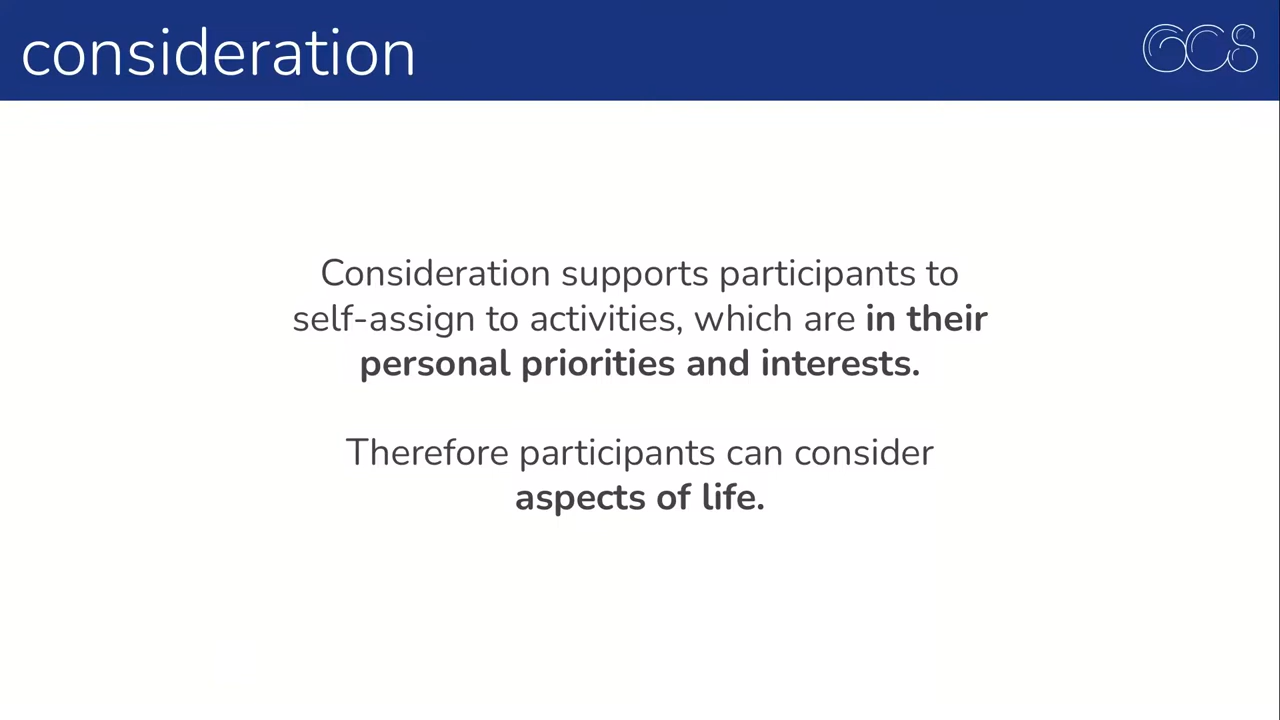 consideration
GCS
Consideration supports participants to
self-assign to activities, which are in their
personal priorities and interests.
Therefore participants can consider
aspects of life.